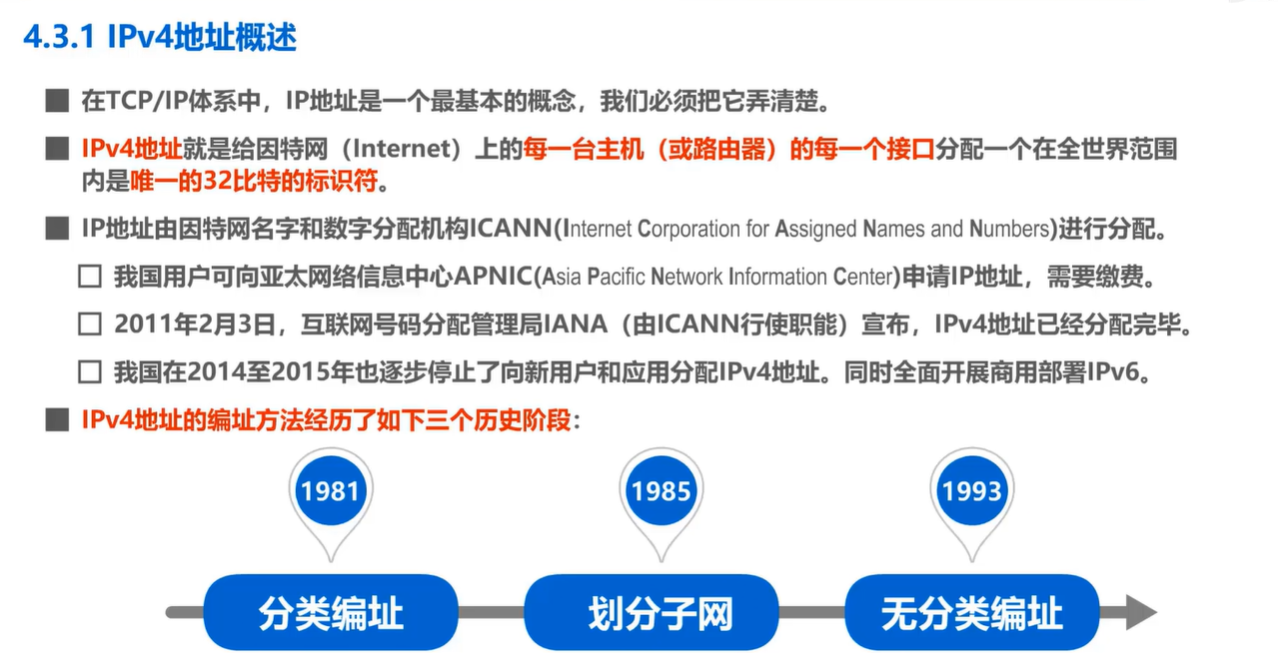 4.3.1 IPv4地址概述
在TCP/IP体系中，IP地址是一个最基本的概念，我们必须把它弄清楚。
IPv4地址就是给因特网（Internet）上的每一台主机（或路由器）的每一个接口分配一个在全世界范围
内是唯一的32比特的标识符。
IP地址由因特网名字和数字分配机构ICANN(Internet Corporation for Assigned Names and Numbers)进行分配。
我国用户可向亚太网络信息中心APNIC(Asia Pacific Network Information Center)申请IP地址，需要缴费。
2011年2月3日，互联网号码分配管理局IANA（由ICANN行使职能）宣布，IPv4地址已经分配完毕。
我国在2014至2015年也逐步停止了向新用户和应用分配IPv4地址。同时全面开展商用部署IPv6。
IPv4地址的编址方法经历了如下三个历史阶段：
1981 1985 1993
分类编址 划分子网 无分类编址